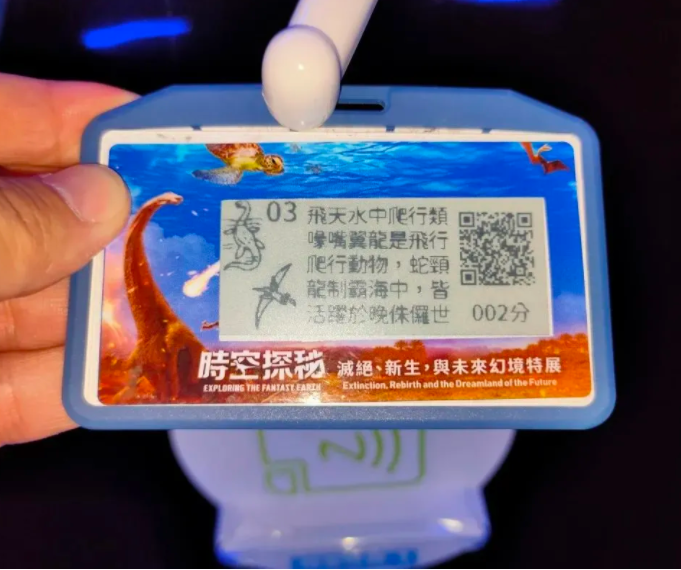 03
飛天水中爬行類
喙嘴翼龍是飛行
爬行動物，蛇頸
龍制霸海中，皆
活躍於晚侏儸世
002分
時空探秘
EXPLORING THE FANTASY EARTH
滅絕、新生，與未來幻境特展
Extinction, Rebirth and the Dreamland of the Future
N